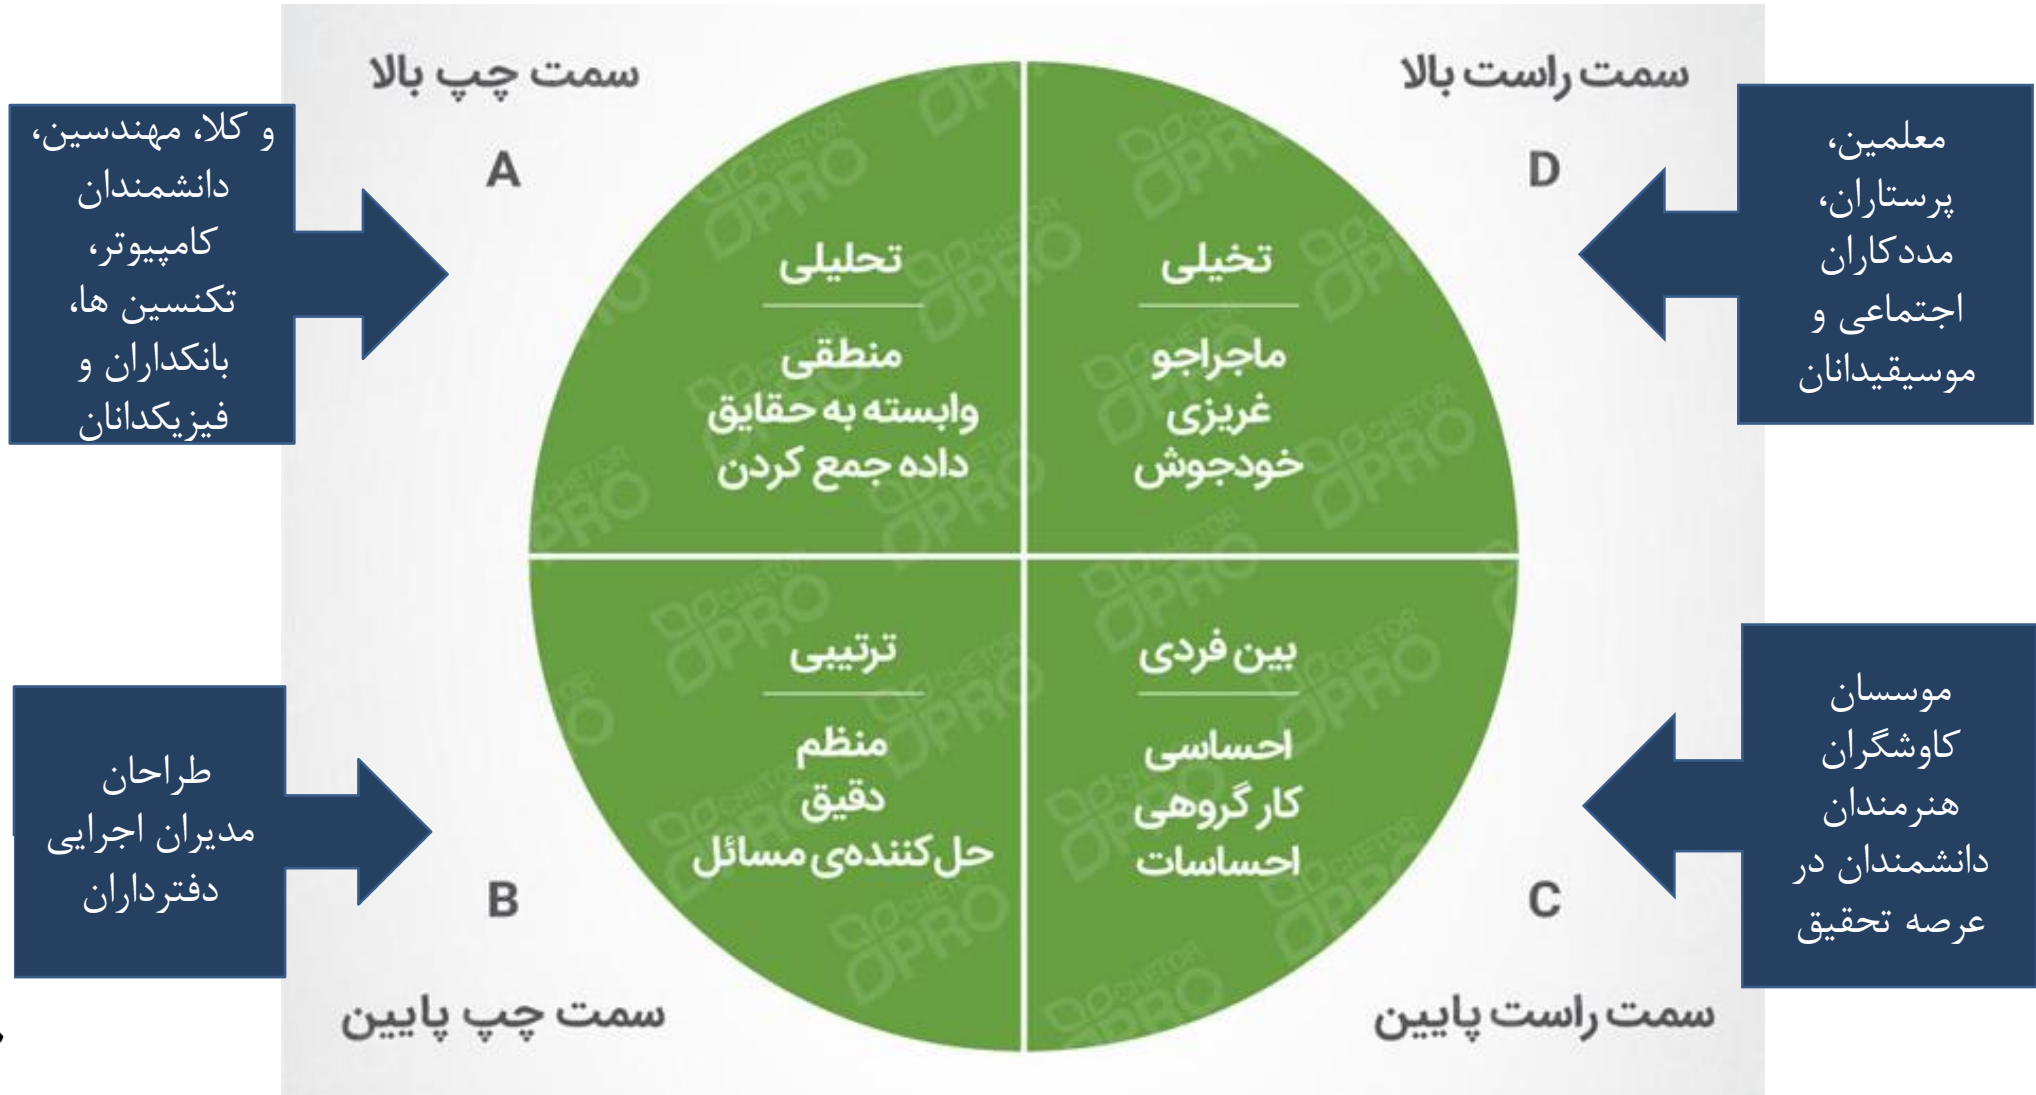 سمت راست بالا
D
معلمین،
پرستاران،
مددکاران
اجتماعی و
موسیقیدانان
تخیلی
ماجراجو
غریزی
خودجوش
سمت چپ بالا
A
و کلا، مهندسین،
دانشمندان
کامپیوتر،
تکنسین ها،
بانکداران و
فیزیکدانان
تحلیلی
منطقی
وابسته به حقایق
داده جمع کردن
بین فردی
احساسی
کار گروهی
احساسات
موسسان
کاوشگران
هنرمندان
دانشمندان در
عرصه تحقیق
C
سمت راست پایین
ترتیبی
منظم
دقیق
حل‌کننده‌ی مسائل
طراحان
مدیران اجرایی
دفترداران
B
سمت چپ پایین
CHETOR
PRO